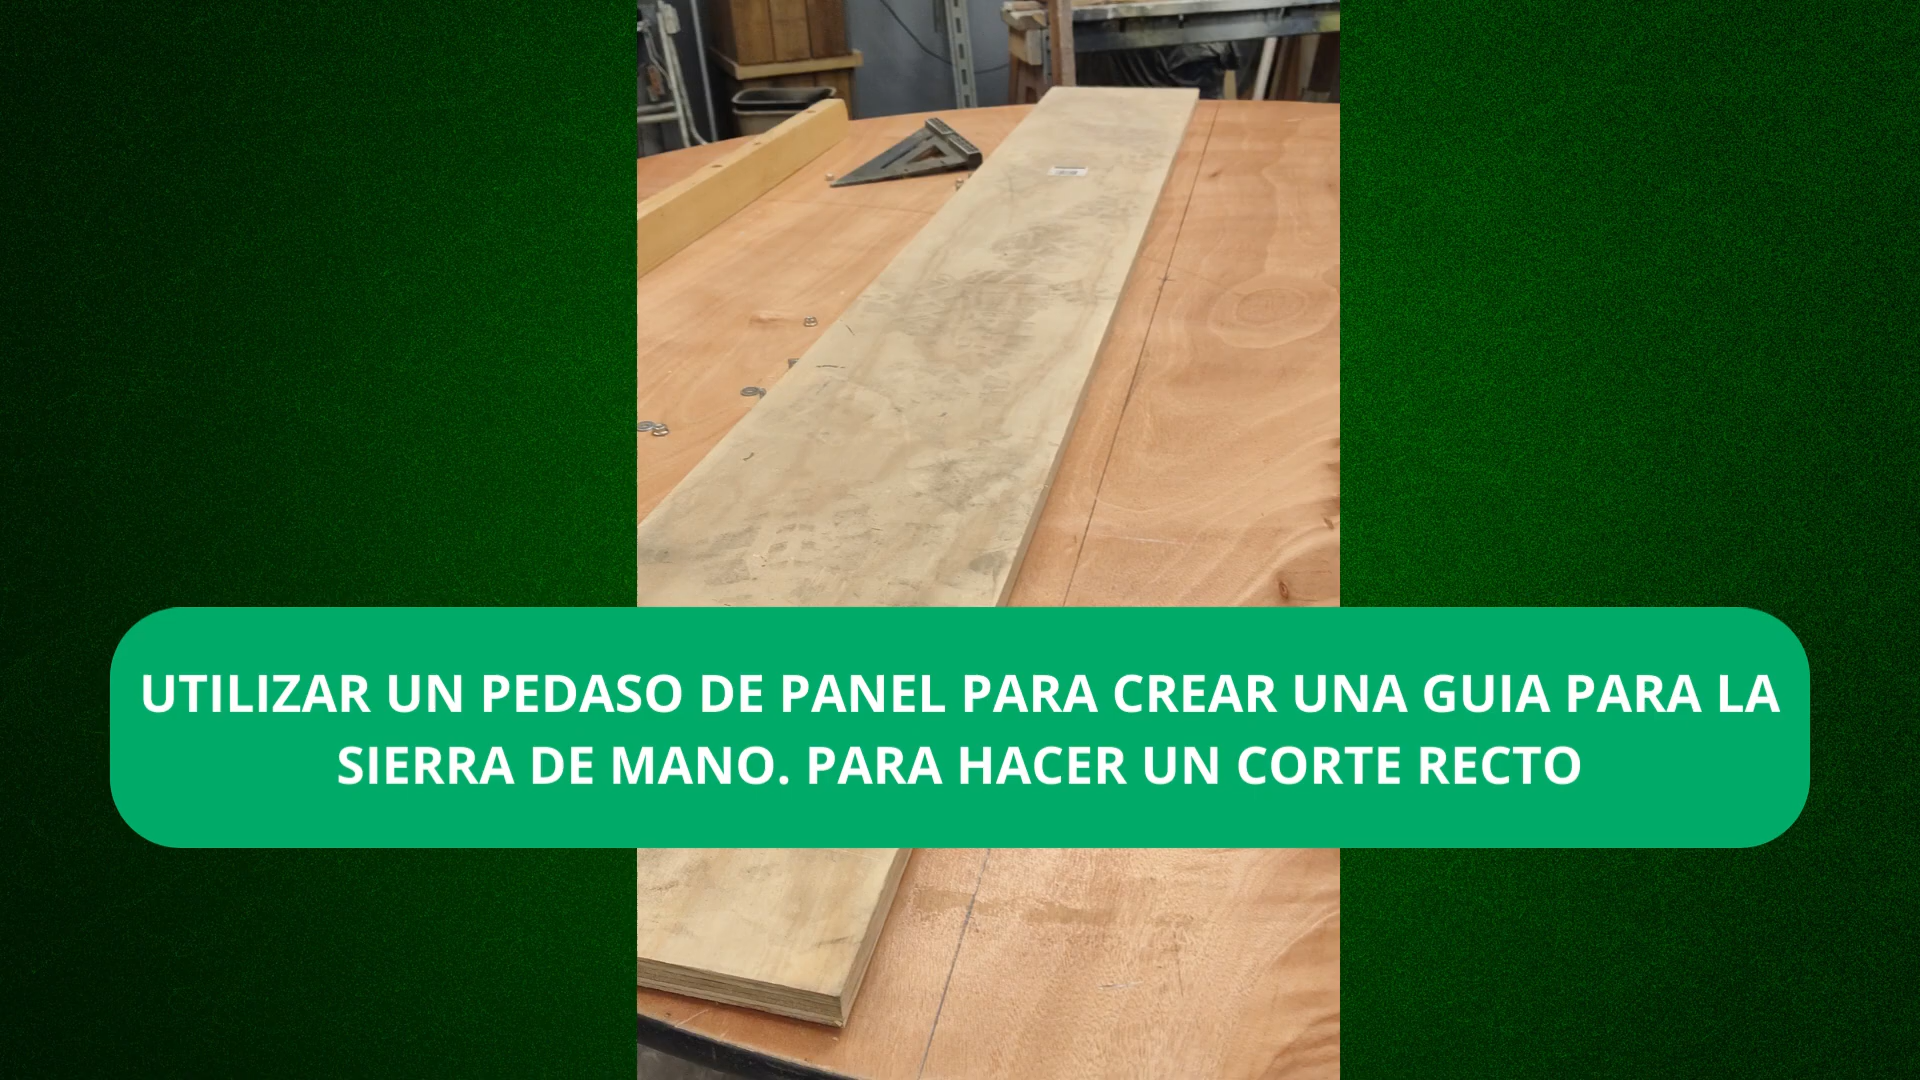 UTILIZAR UN PEDASO DE PANEL PARA CREAR UNA GUIA PARA LA
SIERRA DE MANO. PARA HACER UN CORTE RECTO